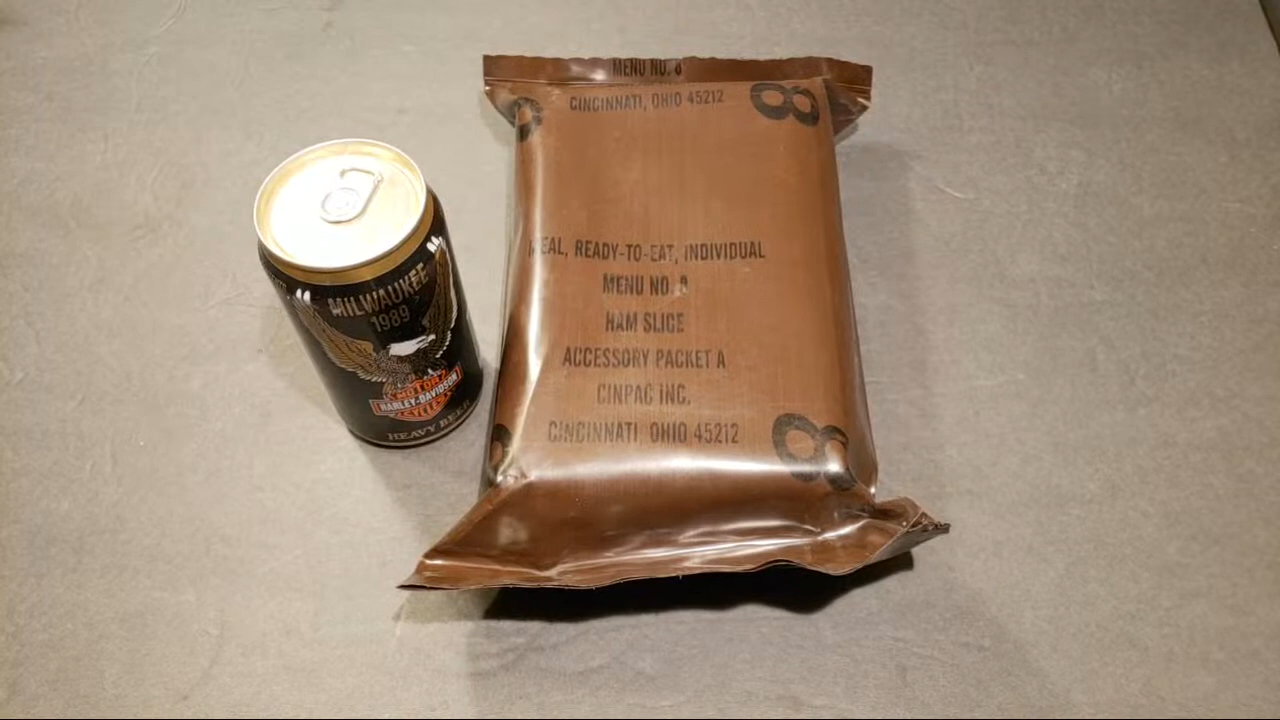 MENU NO. 8
CINCINNATI, OHIO 45212
8
MEAL, READY-TO-EAT, INDIVIDUAL
MENU NO. 8
HAM SLICE
ACCESSORY PACKET A
CINPAC INC.
CINCINNATI, OHIO 45212
8
MILWAUKEE
1989
MOTOR
HARLEY-DAVIDSON
CYCLES
HEAVY BEER